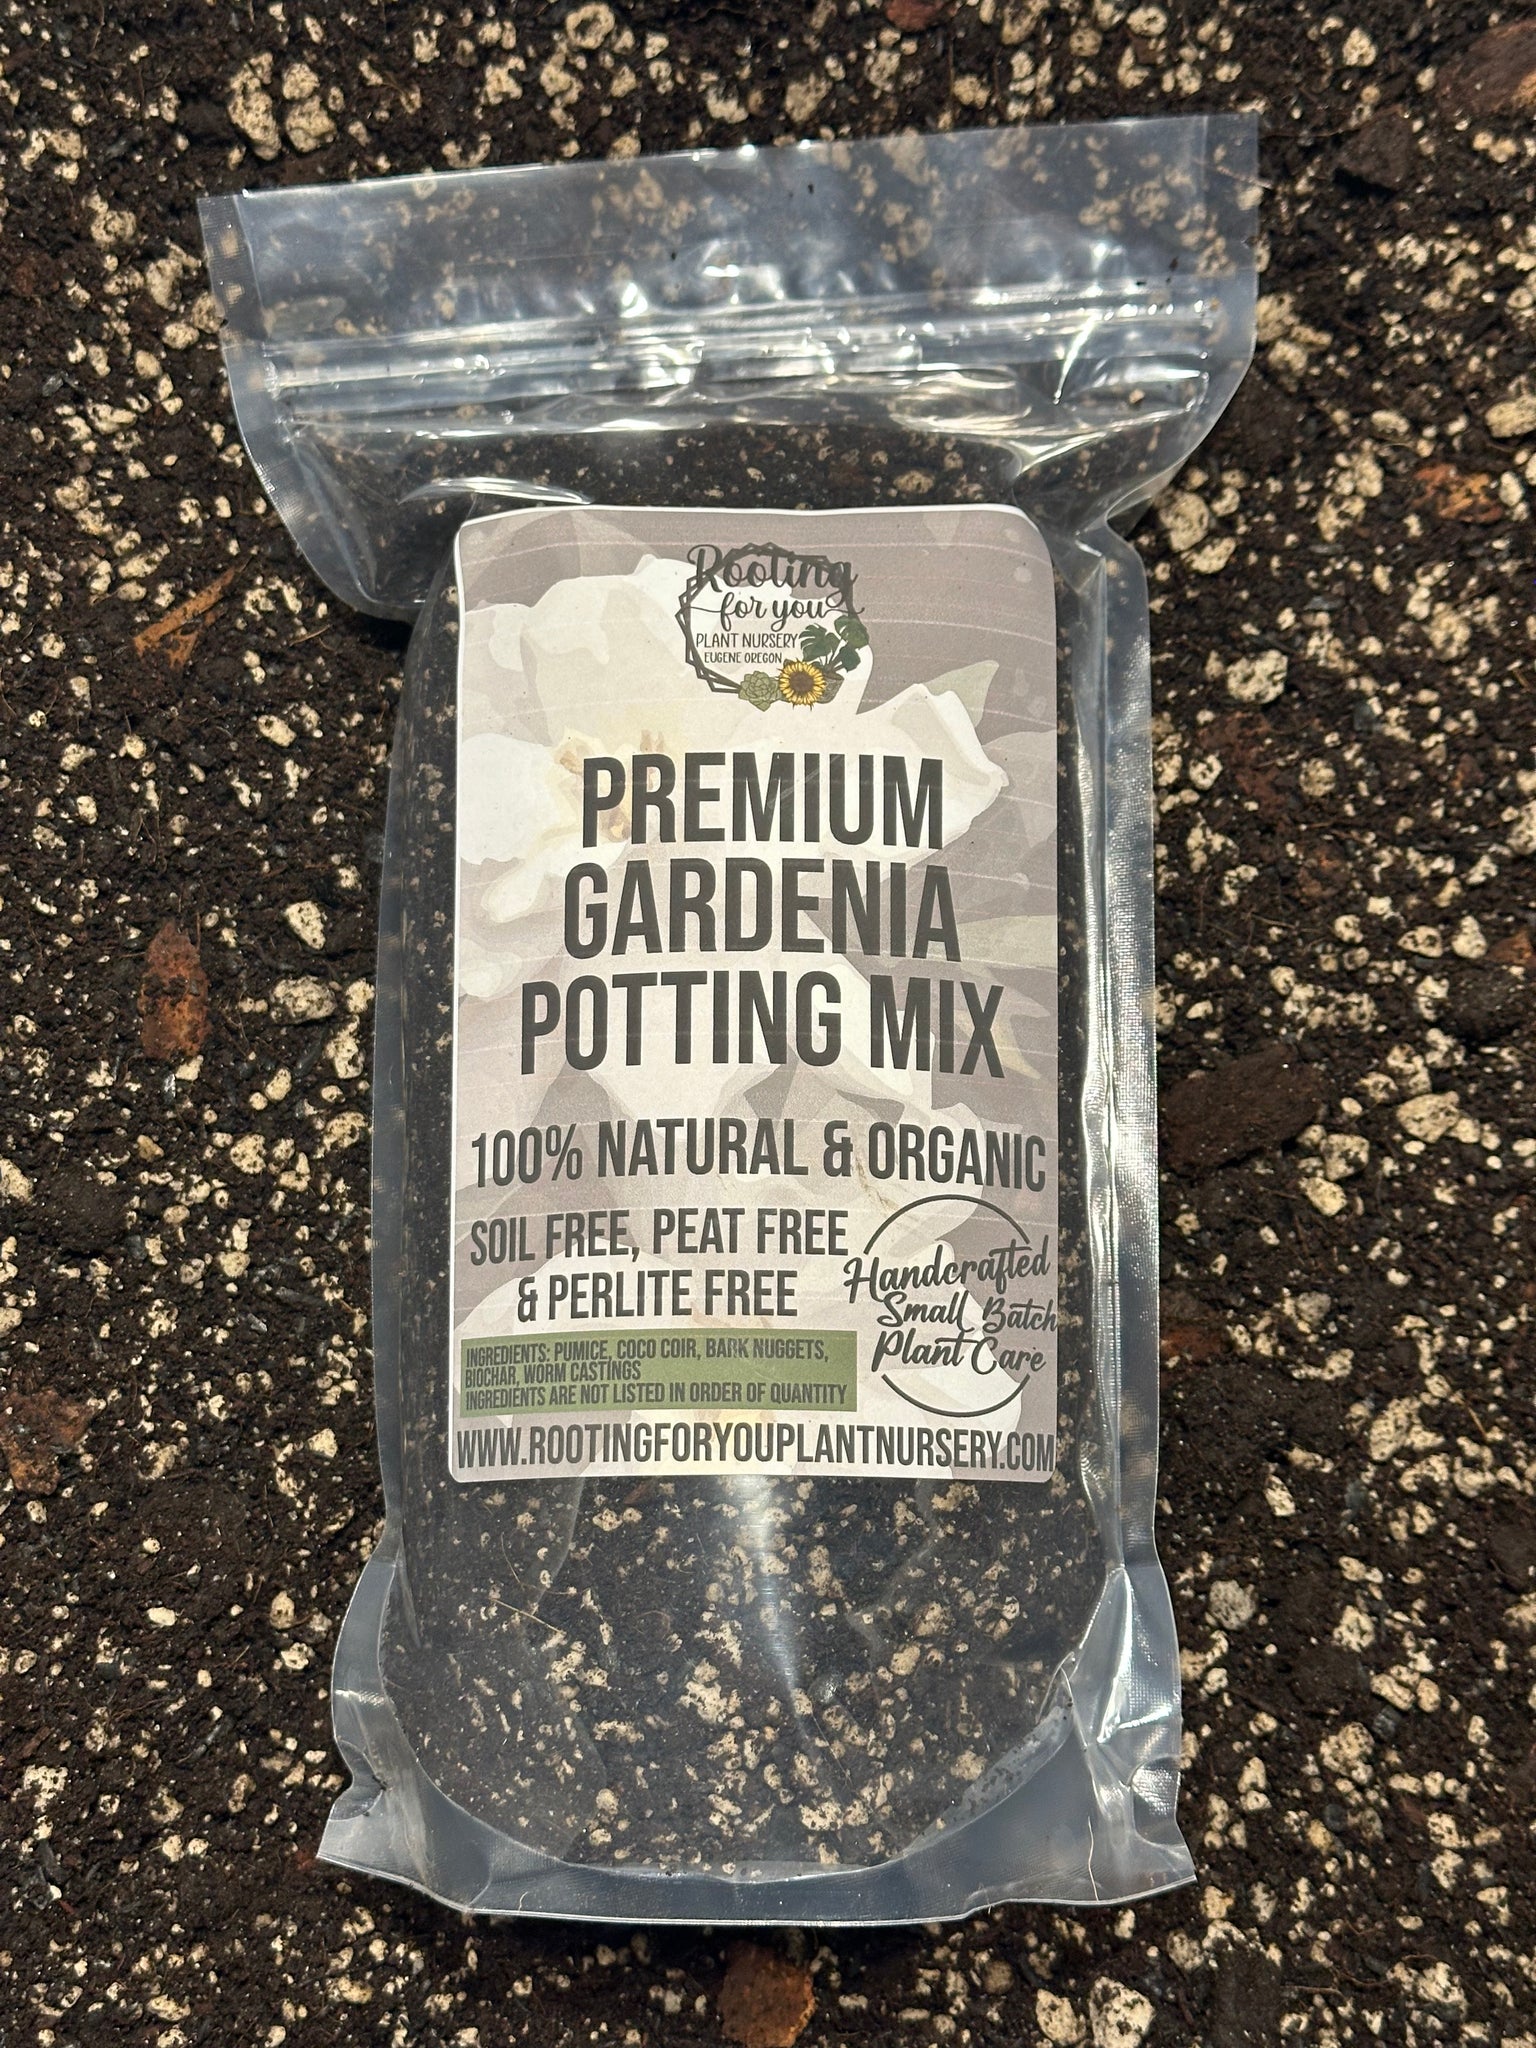 Rooting
for you
PLANT NURSERY
EUGENE OREGON
PREMIUM
GARDENIA
POTTING MIX
100% NATURAL & ORGANIC
SOIL FREE, PEAT FREE
& PERLITE FREE
Handcrafted
Small Batch
Plant Care
INGREDIENTS: PUMICE, COCO COIR, BARK NUGGETS,
BIOCHAR, WORM CASTINGS
INGREDIENTS ARE NOT LISTED IN ORDER OF QUANTITY
WWW.ROOTINGFORYOUPLANTNURSERY.COM